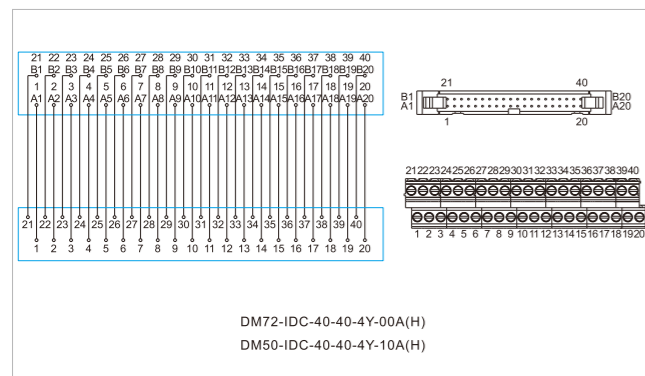 21 22 23 24 25 26 27 28 29 30 31 32 33 34 35 36 37 38 39 40
B1 B2 B3 B4 B5 B6 B7 B8 B9 B10 B11 B12 B13 B14 B15 B16 B17 B18 B19 B20
1 2 3 4 5 6 7 8 9 10 11 12 13 14 15 16 17 18 19 20
A1 A2 A3 A4 A5 A6 A7 A8 A9 A10 A11 A12 A13 A14 A15 A16 A17 A18 A19 A20
21 22 23 24 25 26 27 28 29 30 31 32 33 34 35 36 37 38 39 40
1 2 3 4 5 6 7 8 9 10 11 12 13 14 15 16 17 18 19 20
21 40
B1 B20
A1 A20
1 20
21 22 23 24 25 26 27 28 29 30 31 32 33 34 35 36 37 38 39 40
1 2 3 4 5 6 7 8 9 10 11 12 13 14 15 16 17 18 19 20
DM72-IDC-40-40-4Y-00A(H)
DM50-IDC-40-40-4Y-10A(H)